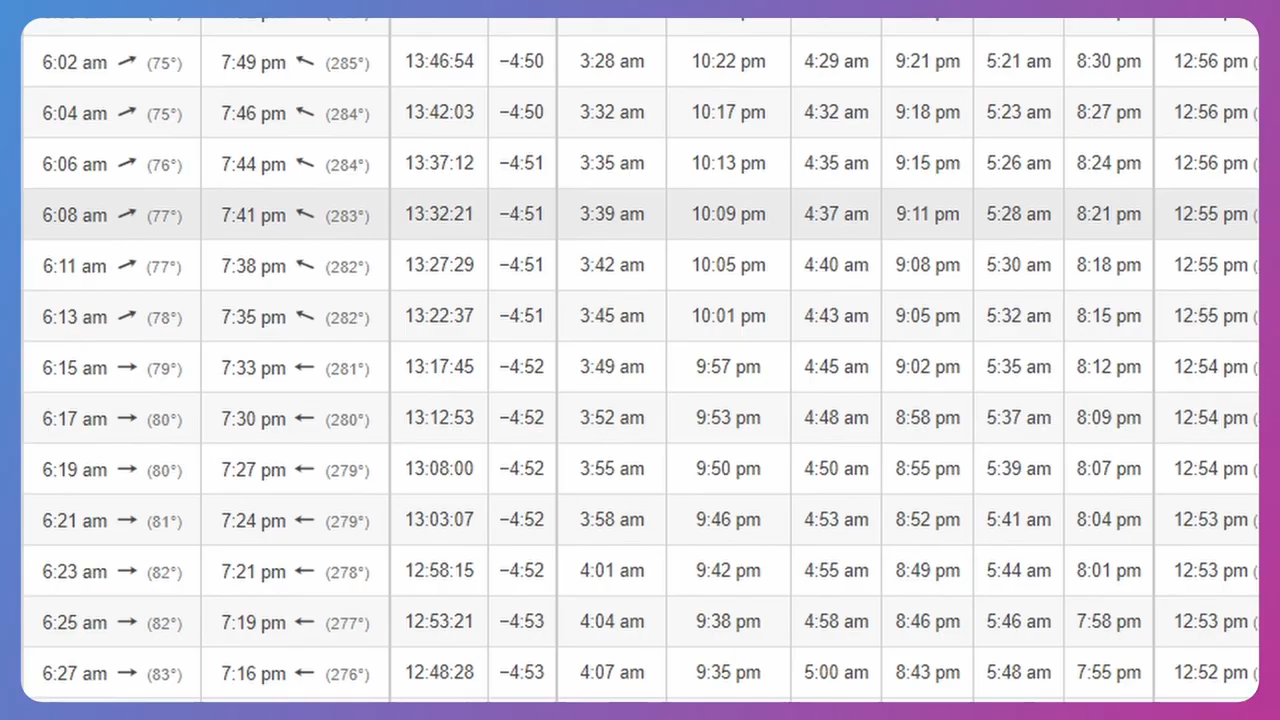 6:02 am (75°) 7:49 pm (285°) 13:46:54 −4:50 3:28 am 10:22 pm 4:29 am 9:21 pm 5:21 am 8:30 pm 12:56 pm (
6:04 am (75°) 7:46 pm (284°) 13:42:03 −4:50 3:32 am 10:17 pm 4:32 am 9:18 pm 5:23 am 8:27 pm 12:56 pm (
6:06 am (76°) 7:44 pm (284°) 13:37:12 −4:51 3:35 am 10:13 pm 4:35 am 9:15 pm 5:26 am 8:24 pm 12:56 pm (
6:08 am (77°) 7:41 pm (283°) 13:32:21 −4:51 3:39 am 10:09 pm 4:37 am 9:11 pm 5:28 am 8:21 pm 12:55 pm (
6:11 am (77°) 7:38 pm (282°) 13:27:29 −4:51 3:42 am 10:05 pm 4:40 am 9:08 pm 5:30 am 8:18 pm 12:55 pm (
6:13 am (78°) 7:35 pm (282°) 13:22:37 −4:51 3:45 am 10:01 pm 4:43 am 9:05 pm 5:32 am 8:15 pm 12:55 pm (
6:15 am (79°) 7:33 pm (281°) 13:17:45 −4:52 3:49 am 9:57 pm 4:45 am 9:02 pm 5:35 am 8:12 pm 12:54 pm (
6:17 am (80°) 7:30 pm (280°) 13:12:53 −4:52 3:52 am 9:53 pm 4:48 am 8:58 pm 5:37 am 8:09 pm 12:54 pm (
6:19 am (80°) 7:27 pm (279°) 13:08:00 −4:52 3:55 am 9:50 pm 4:50 am 8:55 pm 5:39 am 8:07 pm 12:54 pm (
6:21 am (81°) 7:24 pm (279°) 13:03:07 −4:52 3:58 am 9:46 pm 4:53 am 8:52 pm 5:41 am 8:04 pm 12:53 pm (
6:23 am (82°) 7:21 pm (278°) 12:58:15 −4:52 4:01 am 9:42 pm 4:55 am 8:49 pm 5:44 am 8:01 pm 12:53 pm (
6:25 am (82°) 7:19 pm (277°) 12:53:21 −4:53 4:04 am 9:38 pm 4:58 am 8:46 pm 5:46 am 7:58 pm 12:53 pm (
6:27 am (83°) 7:16 pm (276°) 12:48:28 −4:53 4:07 am 9:35 pm 5:00 am 8:43 pm 5:48 am 7:55 pm 12:52 pm (